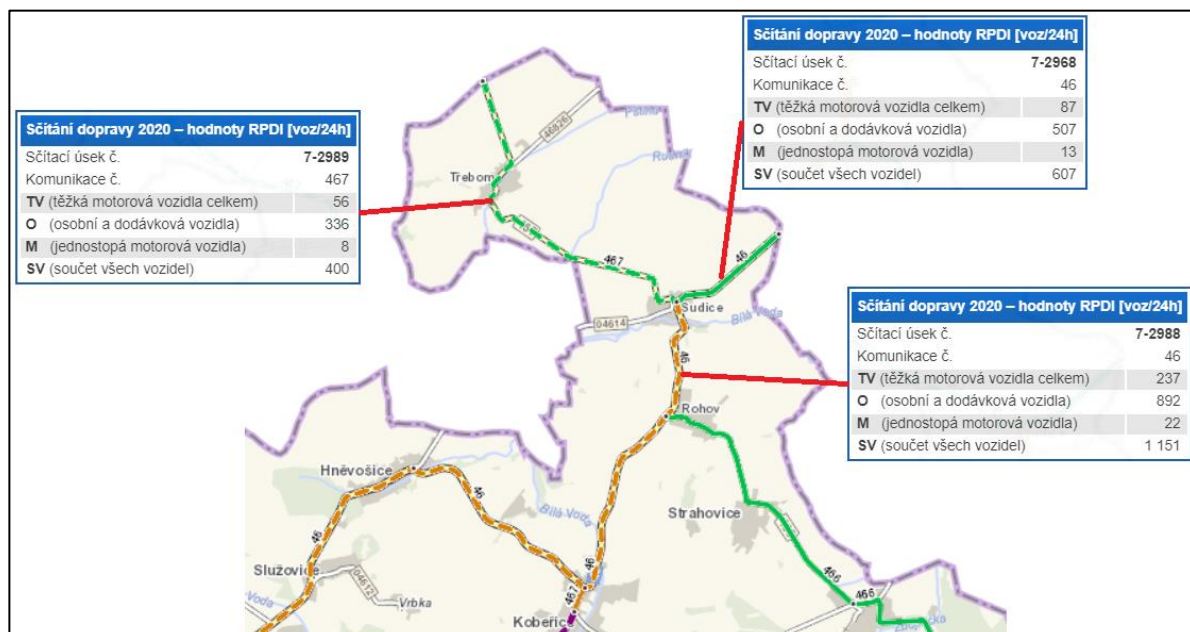 Sčítání dopravy 2020 – hodnoty RPDI [voz/24h]
Sčítací úsek č. 7-2968
Komunikace č. 46
TV (těžká motorová vozidla celkem) 87
O (osobní a dodávková vozidla) 507
M (jednostopá motorová vozidla) 13
SV (součet všech vozidel) 607
Sčítání dopravy 2020 – hodnoty RPDI [voz/24h]
Sčítací úsek č. 7-2989
Komunikace č. 467
TV (těžká motorová vozidla celkem) 56
O (osobní a dodávková vozidla) 336
M (jednostopá motorová vozidla) 8
SV (součet všech vozidel) 400
Sčítání dopravy 2020 – hodnoty RPDI [voz/24h]
Sčítací úsek č. 7-2988
Komunikace č. 46
TV (těžká motorová vozidla celkem) 237
O (osobní a dodávková vozidla) 892
M (jednostopá motorová vozidla) 22
SV (součet všech vozidel) 1 151
46826
Třebom
467
46
Sudice
04614
Bílá Voda
46
Rohov
Hněvošice
46
Bílá Voda
Strahovice
46
46
Služovice
04612
Vrbka
467
466
466
Kobeřice
Voda